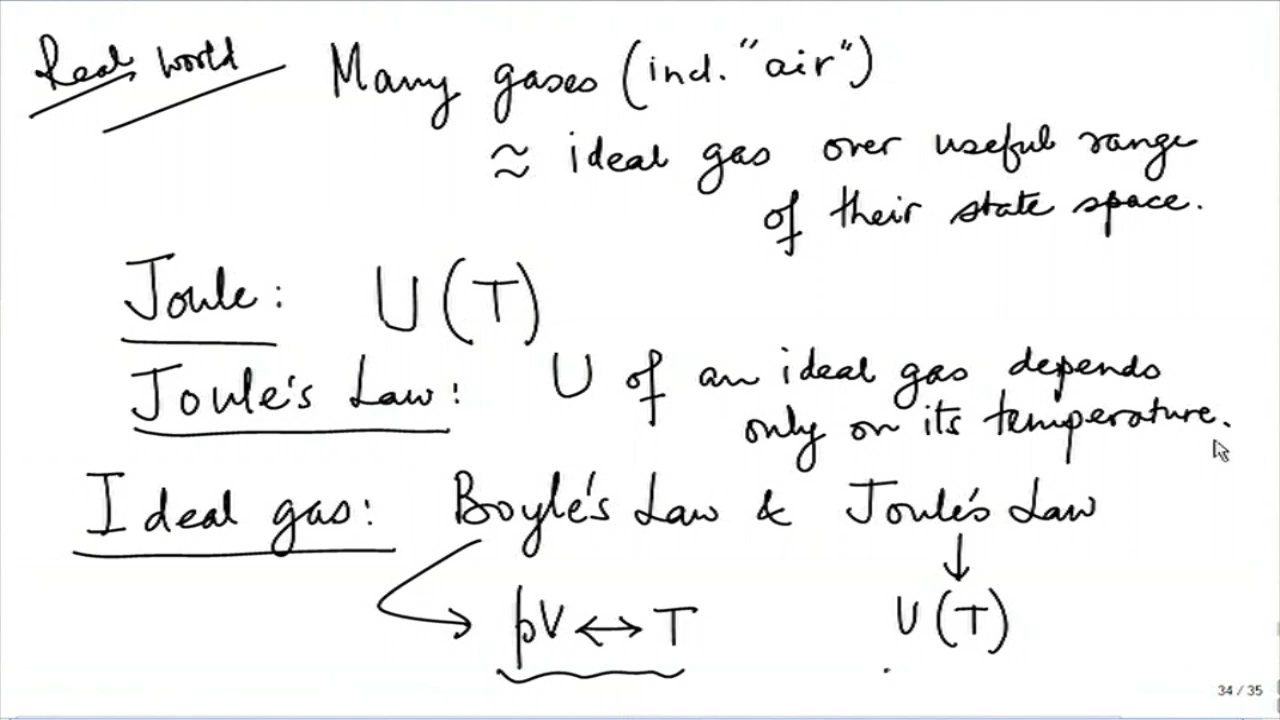 Real world Many gases (incl. "air")
≈ ideal gas over useful range
of their state space.
Joule: U(T)
Joule's Law: U of an ideal gas depends
only on its temperature.
Ideal gas: Boyle's Law & Joule's Law
pV ↔ T U(T)
34 / 35